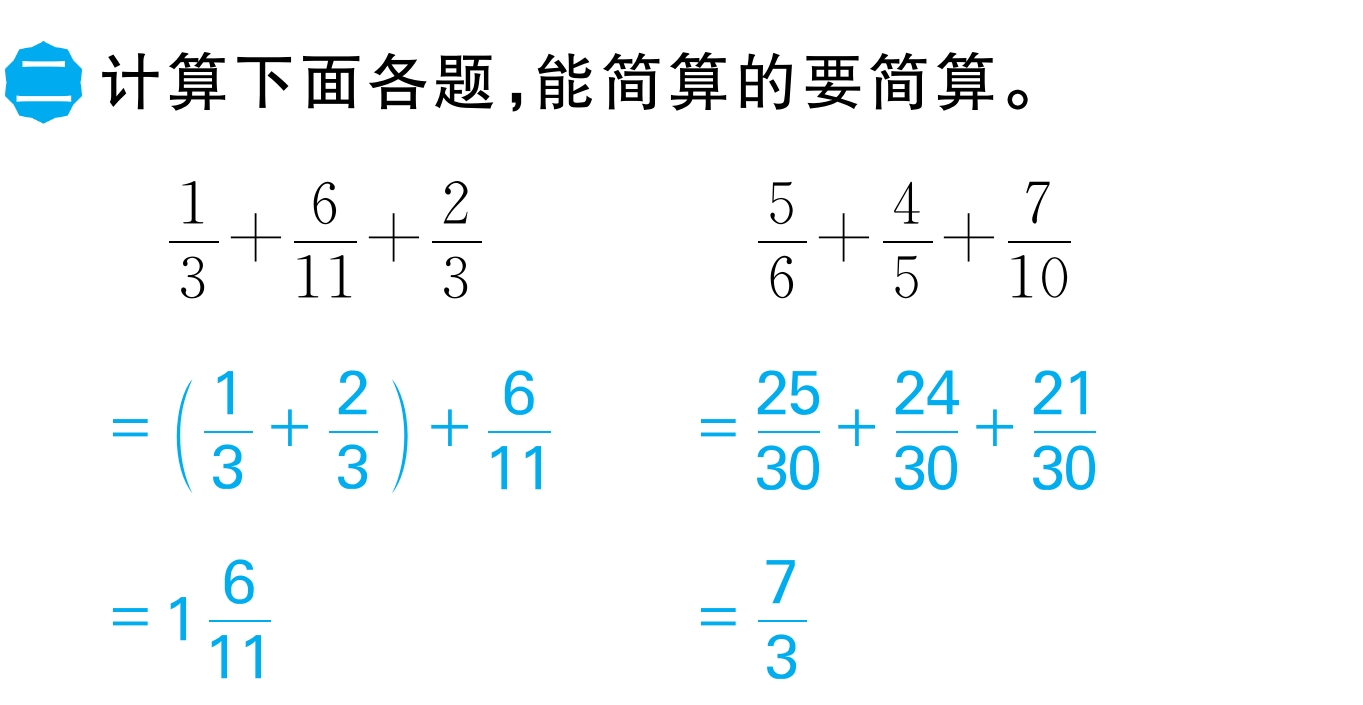 二 计算下面各题,能简算的要简算。
1/3 + 6/11 + 2/3    5/6 + 4/5 + 7/10
= (1/3 + 2/3) + 6/11    = 25/30 + 24/30 + 21/30
= 1 6/11    = 7/3